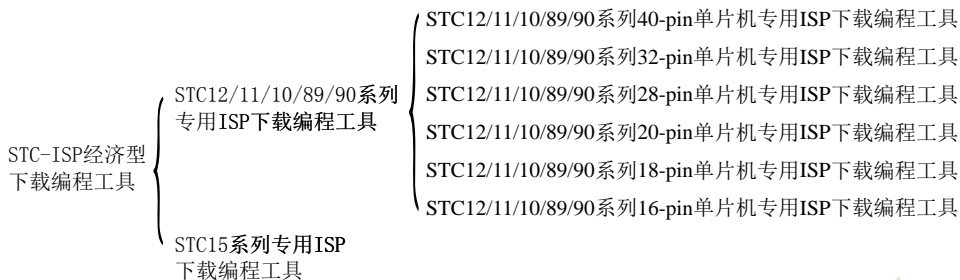 STC-ISP经济型
下载编程工具
STC12/11/10/89/90系列
专用ISP下载编程工具
STC12/11/10/89/90系列40-pin单片机专用ISP下载编程工具
STC12/11/10/89/90系列32-pin单片机专用ISP下载编程工具
STC12/11/10/89/90系列28-pin单片机专用ISP下载编程工具
STC12/11/10/89/90系列20-pin单片机专用ISP下载编程工具
STC12/11/10/89/90系列18-pin单片机专用ISP下载编程工具
STC12/11/10/89/90系列16-pin单片机专用ISP下载编程工具
STC15系列专用ISP
下载编程工具